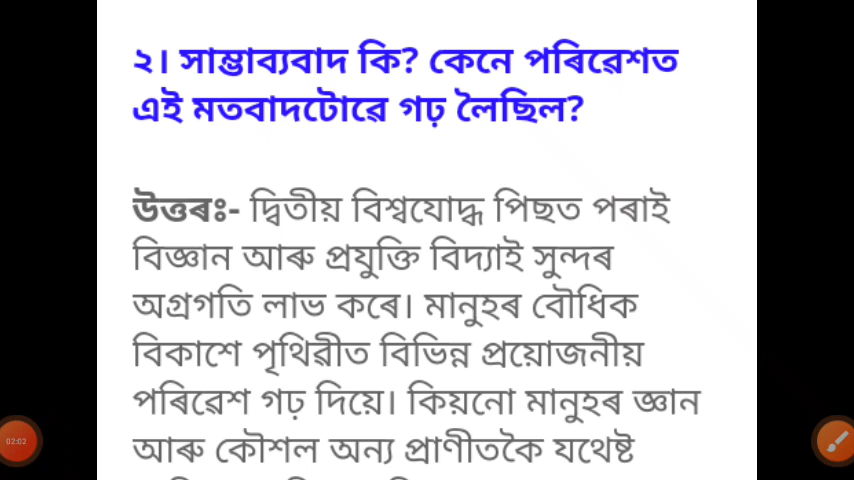 ২। সাম্ভাব্যবাদ কি? কেনে পৰিৱেশত
এই মতবাদটোৱে গঢ় লৈছিল?
উত্তৰঃ- দ্বিতীয় বিশ্বযোদ্ধ পিছত পৰাই
বিজ্ঞান আৰু প্ৰযুক্তি বিদ্যাই সুন্দৰ
অগ্ৰগতি লাভ কৰে। মানুহৰ বৌধিক
বিকাশে পৃথিৱীত বিভিন্ন প্ৰয়োজনীয়
পৰিৱেশ গঢ় দিয়ে। কিয়নো মানুহৰ জ্ঞান
আৰু কৌশল অন্য প্ৰাণীতকৈ যথেষ্ট
02:02